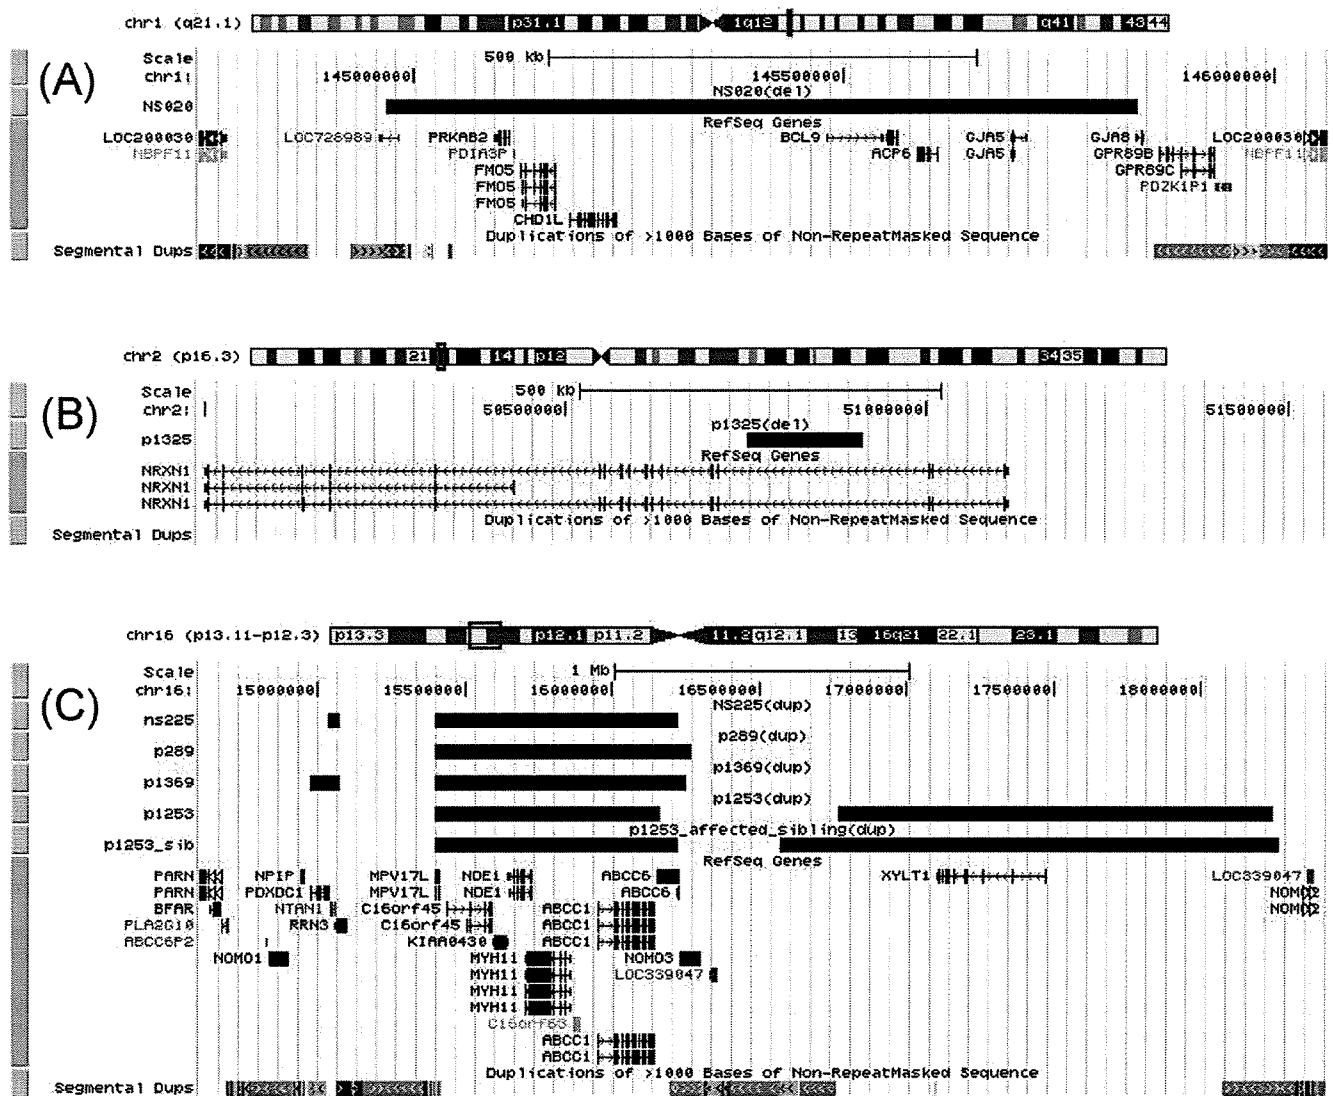 chr1 (q21.1) p31.1 1q12 q41 43 44
(A)
Scale 500 kb
chr1: 145000000 145500000 146000000
NS020(del)
NS020
RefSeq Genes
LOC200030 LOC728989 PRKAB2 BCL9 GJA5 GJA8 LOC200030
NBPF11 PDIA3P ACP6 GJA5 GPR89B NBPF11
FMO5 GPR89C
FMO5 PDZK1P1
FMO5
CHD1L
Duplications of >1000 Bases of Non-RepeatMasked Sequence
Segmental Dups
chr2 (p16.3) 21 14 p12 34 35
(B)
Scale 500 kb
chr2: 50500000 51000000 51500000
p1325(del)
p1325
RefSeq Genes
NRXN1
NRXN1
NRXN1
Duplications of >1000 Bases of Non-RepeatMasked Sequence
Segmental Dups
chr16 (p13.11-p12.3) p13.3 p12.1 p11.2 11.2 q12.1 13 16q21 22.1 23.1
(C)
Scale 1 Mb
chr16: 15000000 15500000 16000000 16500000 17000000 17500000 18000000
NS225(dup)
ns225
p289(dup)
p289
p1369(dup)
p1369
p1253(dup)
p1253
p1253_affected_sibling(dup)
p1253_sib
RefSeq Genes
PARN NPIP MPV17L NDE1 ABCC6 XYLT1 LOC339047
PARN PDXDC1 MPV17L NDE1 ABCC6 NOMO2
BFAR NTAN1 C16orf45 ABCC1 NOMO2
PLA2G10 RRN3 C16orf45 ABCC1
ABCC6P2 KIAA0430 ABCC1
NOMO1 MYH11 NOMO3
MYH11 LOC339047
MYH11
MYH11
C16orf63
ABCC1
ABCC1
Duplications of >1000 Bases of Non-RepeatMasked Sequence
Segmental Dups